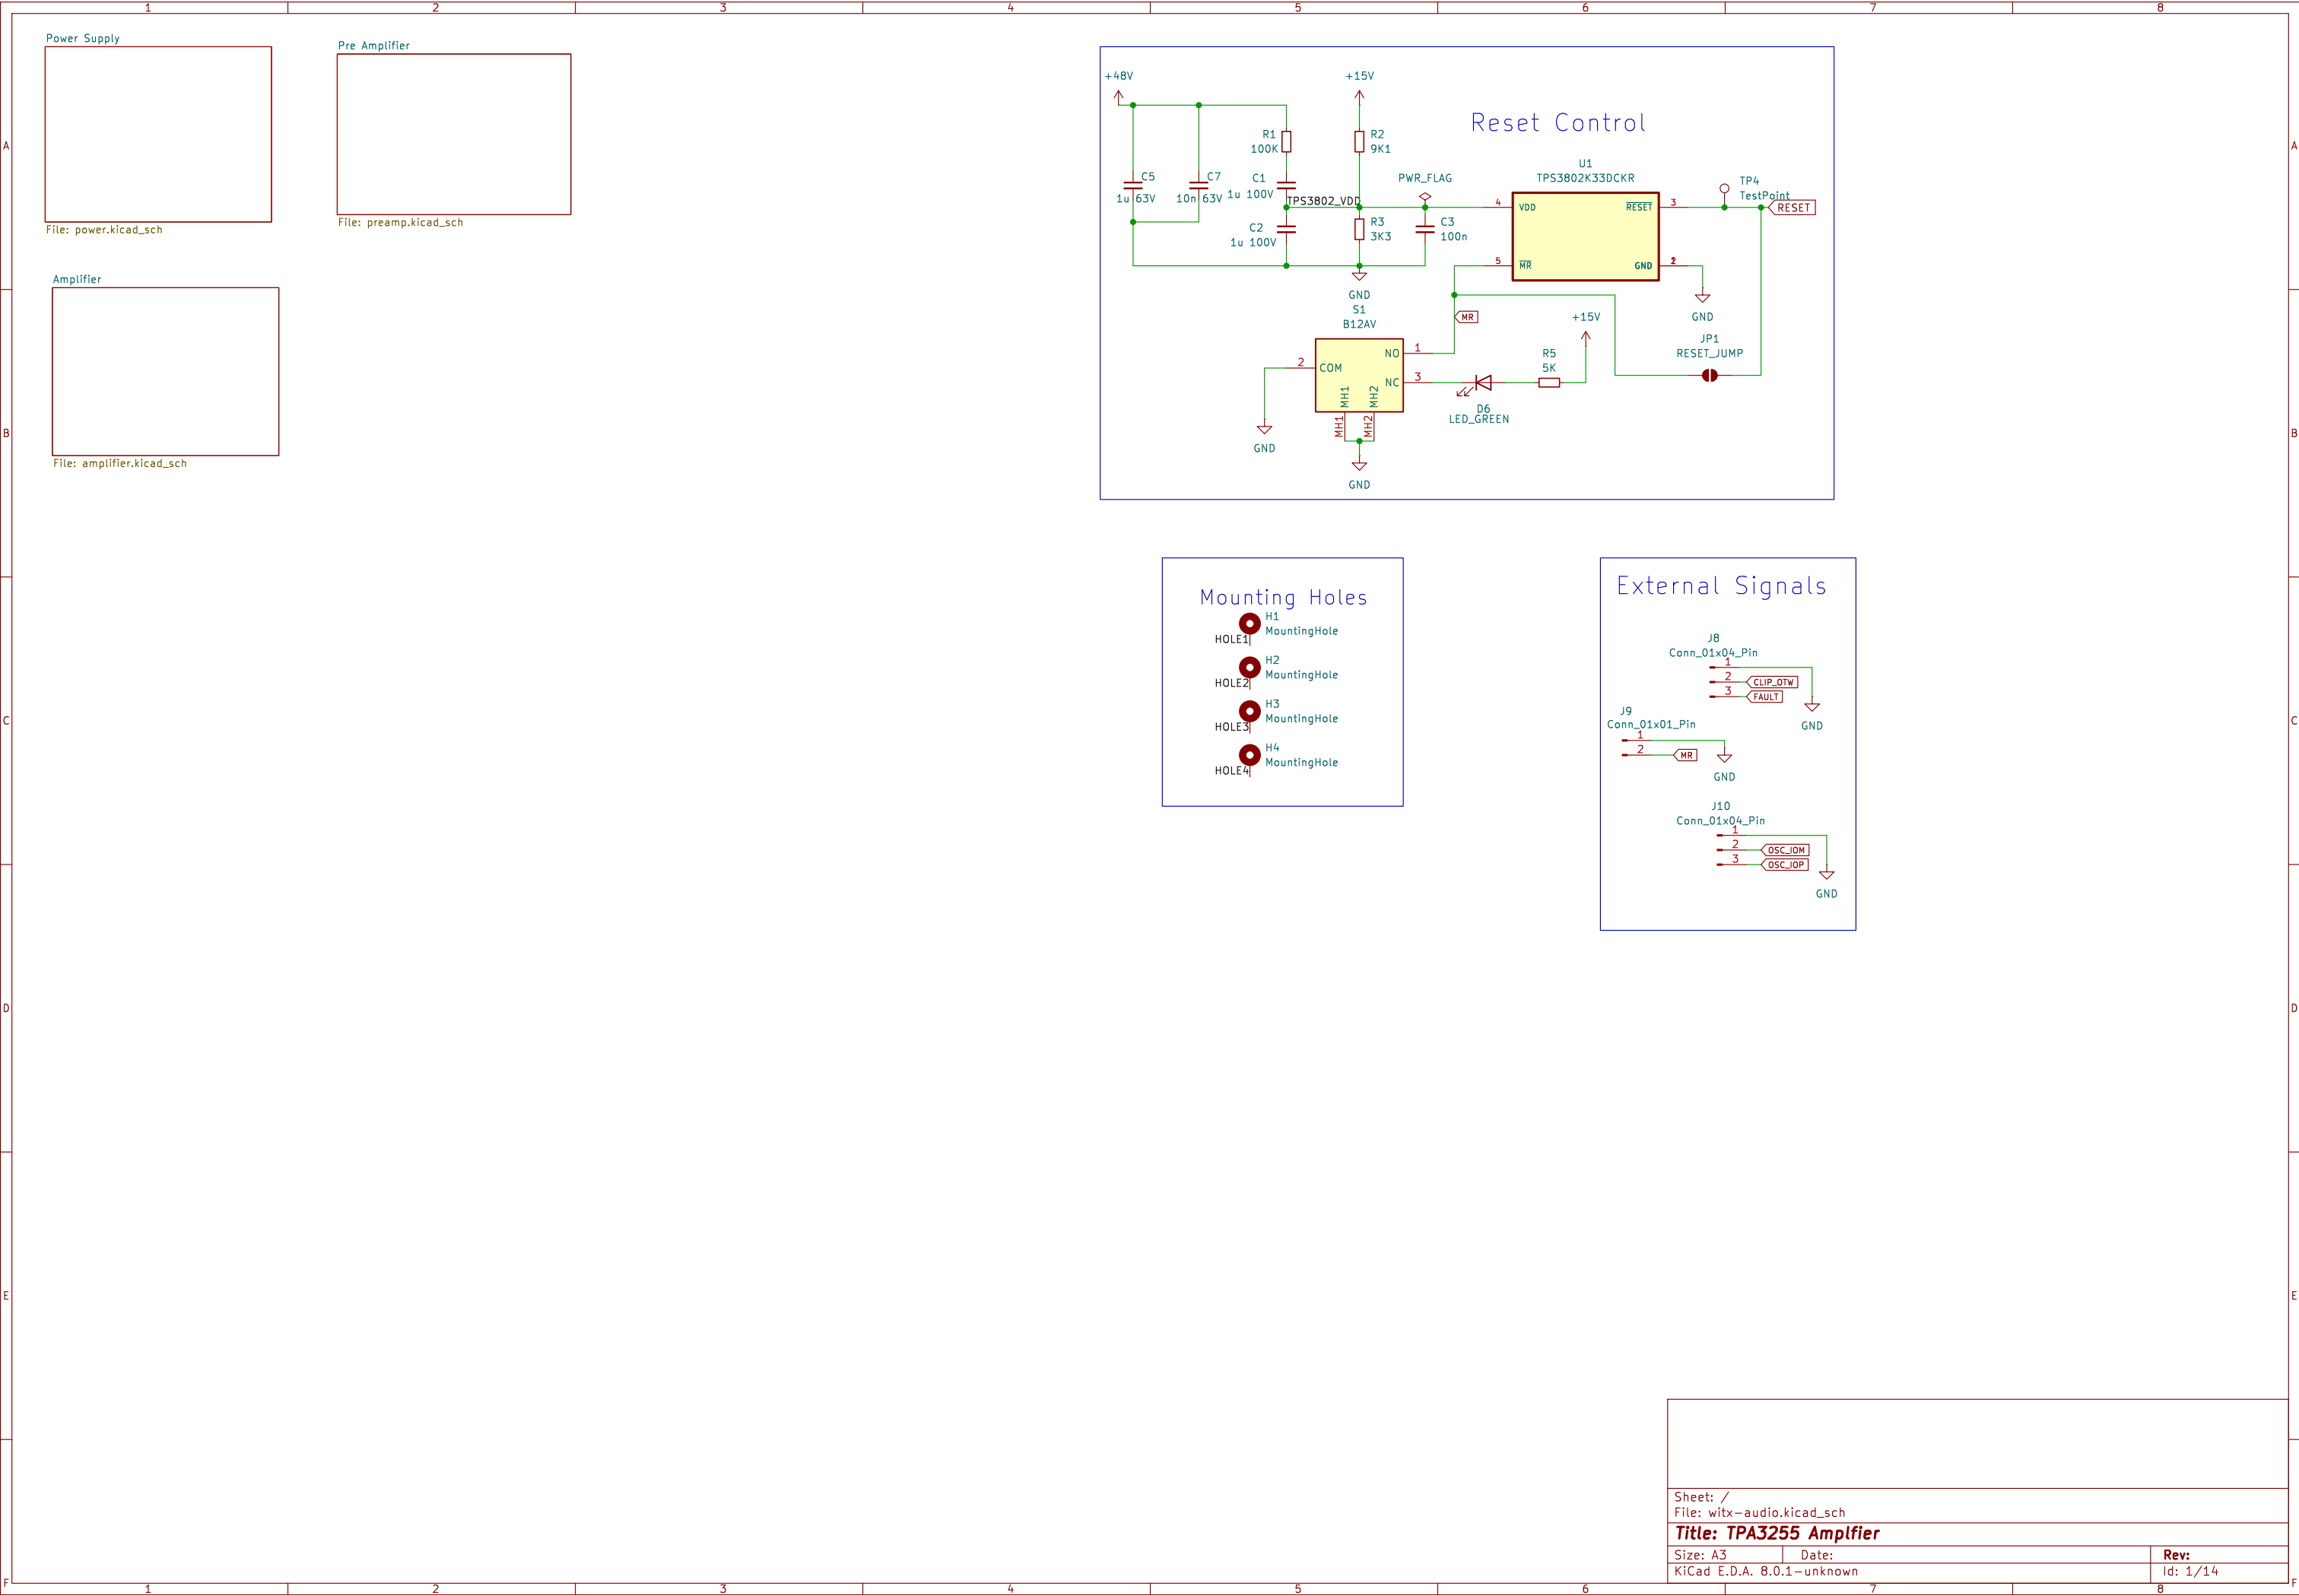 1 2 3 4 5 6 7 8
Power Supply
File: power.kicad_sch
Pre Amplifier
File: preamp.kicad_sch
Amplifier
File: amplifier.kicad_sch
A
B
C
D
E
F
Reset Control
+48V
+15V
R1
100K
R2
9K1
C5
1u 63V
C7
10n 63V
C1
1u 100V
TPS3802_VDD
PWR_FLAG
C2
1u 100V
R3
3K3
C3
100n
GND
U1
TPS3802K33DCKR
4
VDD
RESET
3
5
MR
GND
TP4
TestPoint
RESET
GND
S1
B12AV
MR
+15V
JP1
RESET_JUMP
NO
1
2
COM
NC
3
MH1
MH2
MH1
MH2
R5
5K
D6
LED_GREEN
GND
GND
Mounting Holes
H1
MountingHole
HOLE1
H2
MountingHole
HOLE2
H3
MountingHole
HOLE3
H4
MountingHole
HOLE4
External Signals
J8
Conn_01x04_Pin
1
2
CLIP_OTW
3
FAULT
GND
J9
Conn_01x01_Pin
1
2
MR
GND
J10
Conn_01x04_Pin
1
2
OSC_IOM
3
OSC_IOP
GND
A
B
C
D
E
F
Sheet: /
File: witx-audio.kicad_sch
Title: TPA3255 Amplfier
Size: A3
Date:
Rev:
KiCad E.D.A. 8.0.1-unknown
Id: 1/14
1 2 3 4 5 6 7 8